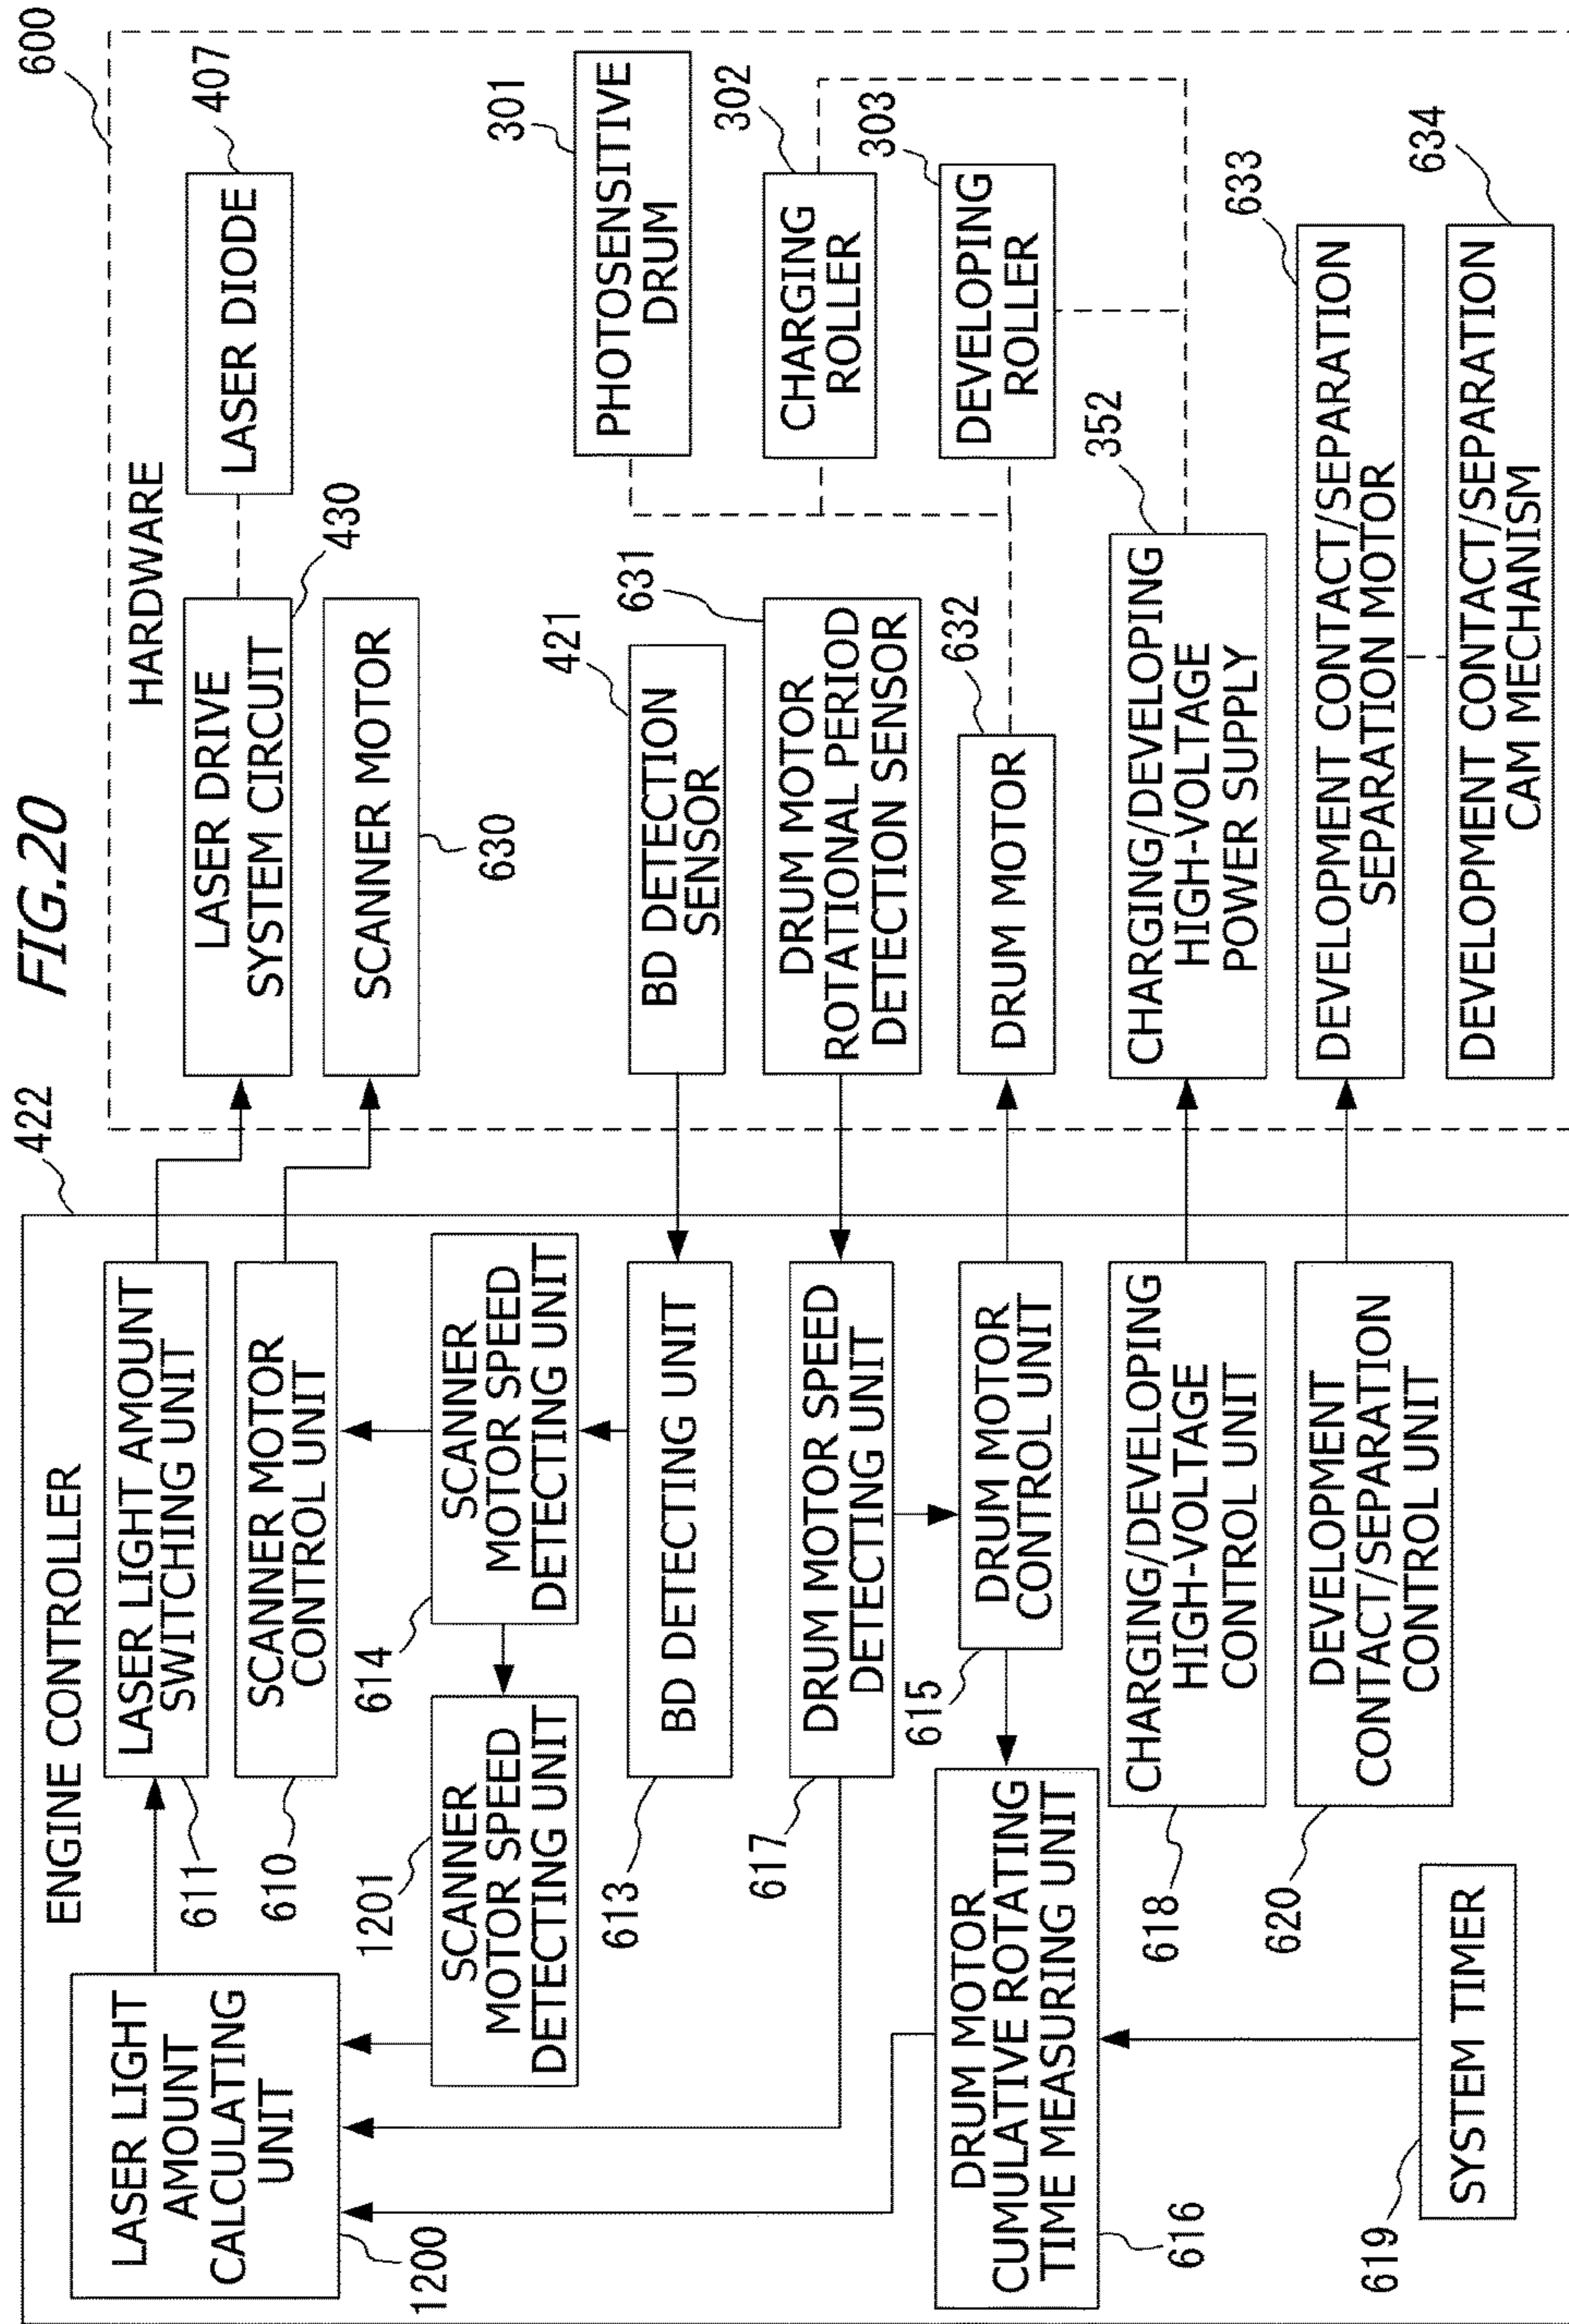 FIG.20
422
600
ENGINE CONTROLLER
HARDWARE
LASER LIGHT
AMOUNT
CALCULATING
UNIT
1200
LASER LIGHT AMOUNT
SWITCHING UNIT
611
SCANNER MOTOR
CONTROL UNIT
610
SCANNER
MOTOR SPEED
DETECTING UNIT
1201
SCANNER
MOTOR SPEED
DETECTING UNIT
614
BD DETECTING UNIT
613
DRUM MOTOR SPEED
DETECTING UNIT
617
DRUM MOTOR
CONTROL UNIT
615
DRUM MOTOR
CUMULATIVE ROTATING
TIME MEASURING UNIT
616
CHARGING/DEVELOPING
HIGH-VOLTAGE
CONTROL UNIT
618
DEVELOPMENT
CONTACT/SEPARATION
CONTROL UNIT
620
SYSTEM TIMER
619
LASER DRIVE
SYSTEM CIRCUIT
430
LASER DIODE
407
SCANNER MOTOR
630
BD DETECTION
SENSOR
421
DRUM MOTOR
ROTATIONAL PERIOD
DETECTION SENSOR
631
DRUM MOTOR
632
PHOTOSENSITIVE
DRUM
301
CHARGING
ROLLER
302
DEVELOPING
ROLLER
303
CHARGING/DEVELOPING
HIGH-VOLTAGE
POWER SUPPLY
352
DEVELOPMENT CONTACT/SEPARATION
SEPARATION MOTOR
633
DEVELOPMENT CONTACT/SEPARATION
CAM MECHANISM
634